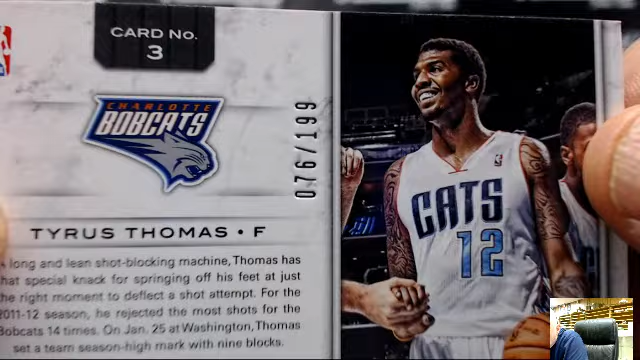 CARD No.
3
CHARLOTTE
BOBCATS
076/199
TYRUS THOMAS • F
long and lean shot-blocking machine, Thomas has
that special knack for springing off his feet at just
the right moment to deflect a shot attempt. For the
2011-12 season, he rejected the most shots for the
Bobcats 14 times. On Jan. 25 at Washington, Thomas
set a team season-high mark with nine blocks.
CATS
12